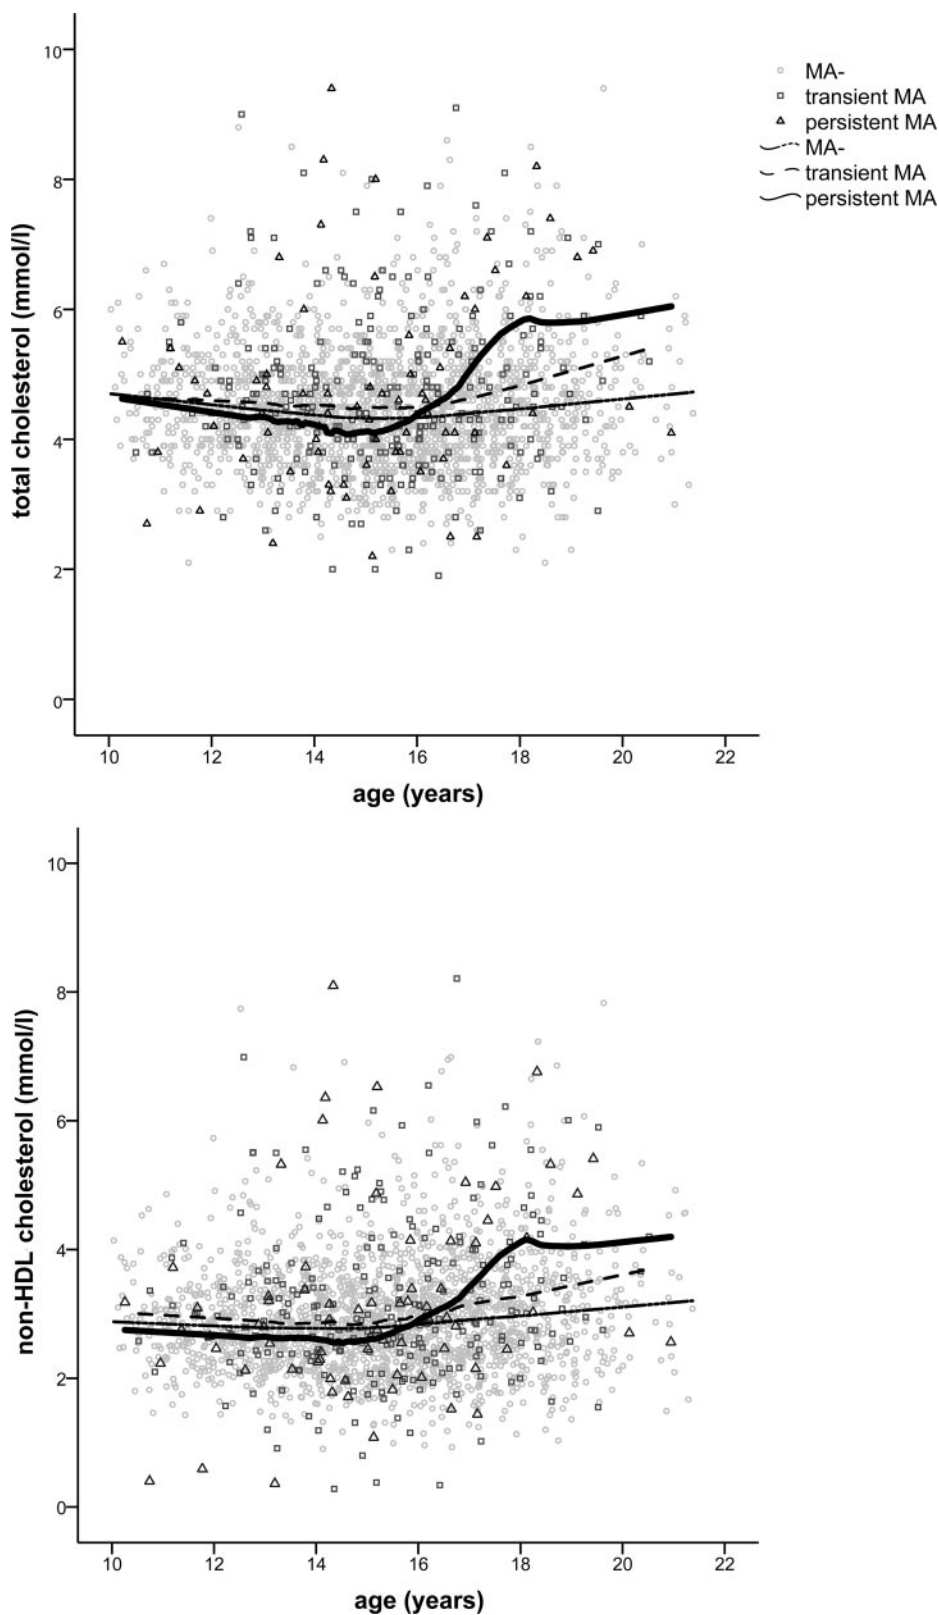 10
8
6
4
2
0
total cholesterol (mmol/l)
10 12 14 16 18 20 22
age (years)
MA-
transient MA
persistent MA
MA-
transient MA
persistent MA
10
8
6
4
2
0
non-HDL cholesterol (mmol/l)
10 12 14 16 18 20 22
age (years)